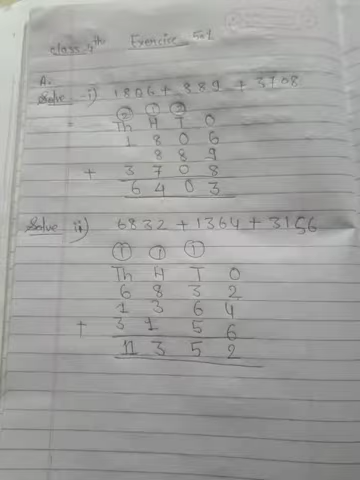 class 4th Exercise 5.1
A.
Solve i) 1806 + 889 + 3708
② ① ②
Th H T O
1 8 0 6
8 8 9
+ 3 7 0 8
6 4 0 3
Solve ii) 6832 + 1364 + 3156
① ① ①
Th H T O
6 8 3 2
1 3 6 4
+ 3 1 5 6
11 3 5 2